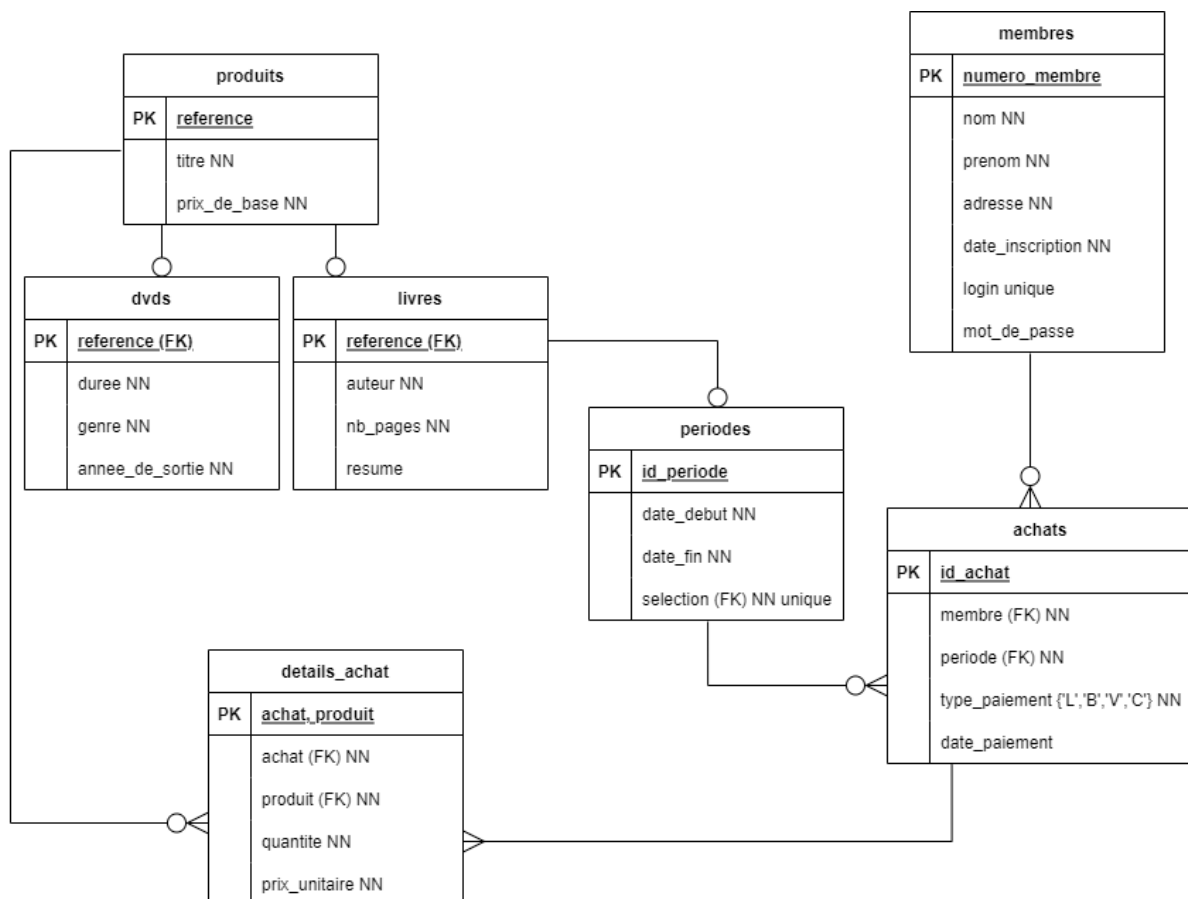 produits
PK reference
titre NN
prix_de_base NN
dvds
PK reference (FK)
duree NN
genre NN
annee_de_sortie NN
livres
PK reference (FK)
auteur NN
nb_pages NN
resume
membres
PK numero_membre
nom NN
prenom NN
adresse NN
date_inscription NN
login unique
mot_de_passe
periodes
PK id_periode
date_debut NN
date_fin NN
selection (FK) NN unique
achats
PK id_achat
membre (FK) NN
periode (FK) NN
type_paiement {'L','B','V','C'} NN
date_paiement
details_achat
PK achat, produit
achat (FK) NN
produit (FK) NN
quantite NN
prix_unitaire NN